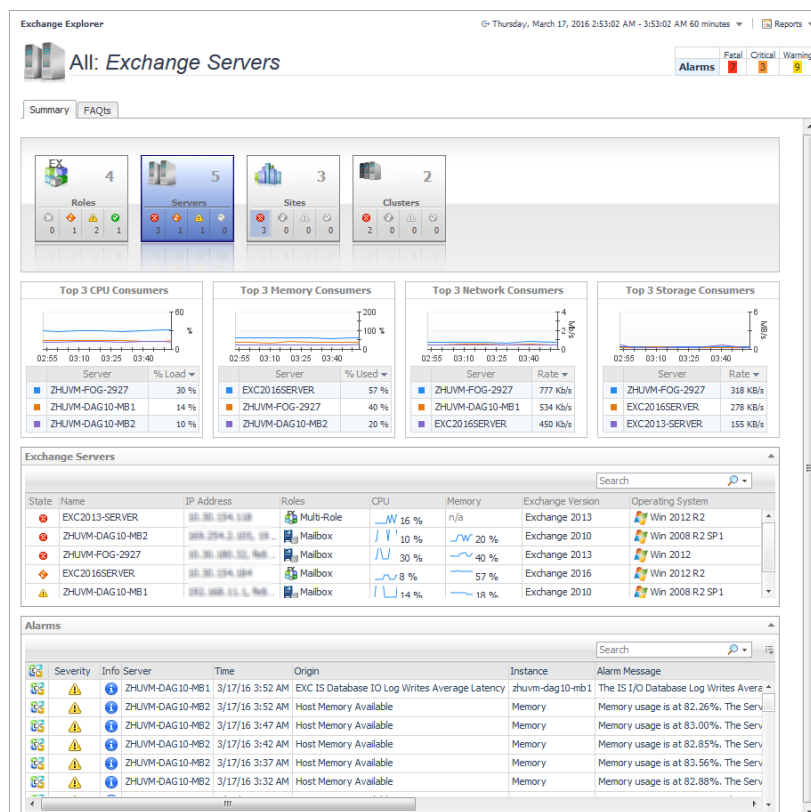 Exchange Explorer
Thursday, March 17, 2016 2:53:02 AM - 3:53:02 AM 60 minutes
Reports
All: Exchange Servers
Fatal Critical Warning
Alarms 7 3 9
Summary FAQts
EX 4 5 3 2
Roles Servers Sites Clusters
0 1 2 1 3 1 1 0 3 0 0 0 2 0 0 0
Top 3 CPU Consumers
60
%
0
02:55 03:10 03:25 03:40
Server % Load
ZHUVM-FOG-2927 30 %
ZHUVM-DAG10-MB1 14 %
ZHUVM-DAG10-MB2 10 %
Top 3 Memory Consumers
200
100 %
0
02:55 03:10 03:25 03:40
Server % Used
EXC2016SERVER 57 %
ZHUVM-FOG-2927 40 %
ZHUVM-DAG10-MB2 20 %
Top 3 Network Consumers
4
2 Mb/s
0
02:55 03:10 03:25 03:40
Server Rate
ZHUVM-FOG-2927 777 Kb/s
ZHUVM-DAG10-MB1 534 Kb/s
EXC2016SERVER 450 Kb/s
Top 3 Storage Consumers
6
MB/s
0
02:55 03:10 03:25 03:40
Server Rate
ZHUVM-FOG-2927 318 KB/s
EXC2016SERVER 278 KB/s
EXC2013-SERVER 155 KB/s
Exchange Servers
Search
State Name IP Address Roles CPU Memory Exchange Version Operating System
EXC2013-SERVER Multi-Role 16 % n/a Exchange 2013 Win 2012 R2
ZHUVM-DAG10-MB2 Mailbox 10 % 20 % Exchange 2010 Win 2008 R2 SP1
ZHUVM-FOG-2927 Mailbox 30 % 40 % Exchange 2013 Win 2012
EXC2016SERVER Mailbox 8 % 57 % Exchange 2016 Win 2012 R2
ZHUVM-DAG10-MB1 Mailbox 14 % 18 % Exchange 2010 Win 2008 R2 SP1
Alarms
Search
Severity Info Server Time Origin Instance Alarm Message
ZHUVM-DAG10-MB1 3/17/16 3:52 AM EXC IS Database IO Log Writes Average Latency zhuvm-dag10-mb1 The IS I/O Database Log Writes Avera
ZHUVM-DAG10-MB2 3/17/16 3:52 AM Host Memory Available Memory Memory usage is at 82.26%. The Serv
ZHUVM-DAG10-MB2 3/17/16 3:47 AM Host Memory Available Memory Memory usage is at 83.00%. The Serv
ZHUVM-DAG10-MB2 3/17/16 3:42 AM Host Memory Available Memory Memory usage is at 82.85%. The Serv
ZHUVM-DAG10-MB2 3/17/16 3:37 AM Host Memory Available Memory Memory usage is at 83.56%. The Serv
ZHUVM-DAG10-MB2 3/17/16 3:32 AM Host Memory Available Memory Memory usage is at 82.88%. The Serv